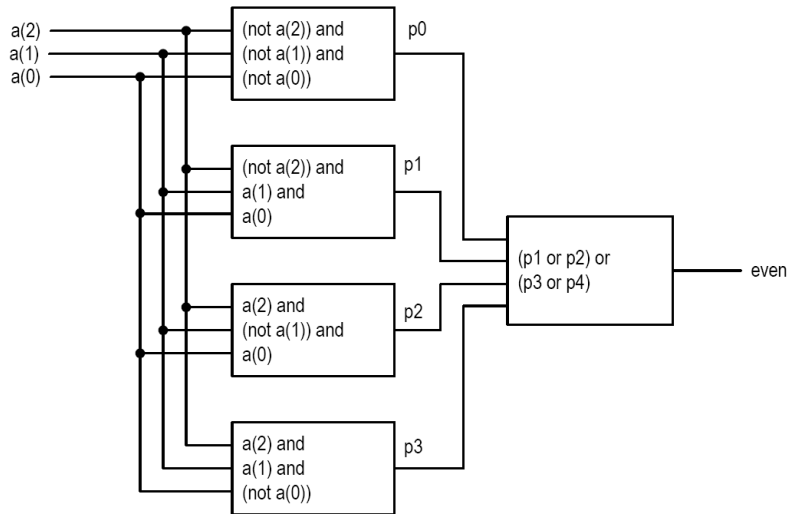 a(2)
a(1)
a(0)
(not a(2)) and
(not a(1)) and
(not a(0))
p0
(not a(2)) and
a(1) and
a(0)
p1
a(2) and
(not a(1)) and
a(0)
p2
a(2) and
a(1) and
(not a(0))
p3
(p1 or p2) or
(p3 or p4)
even